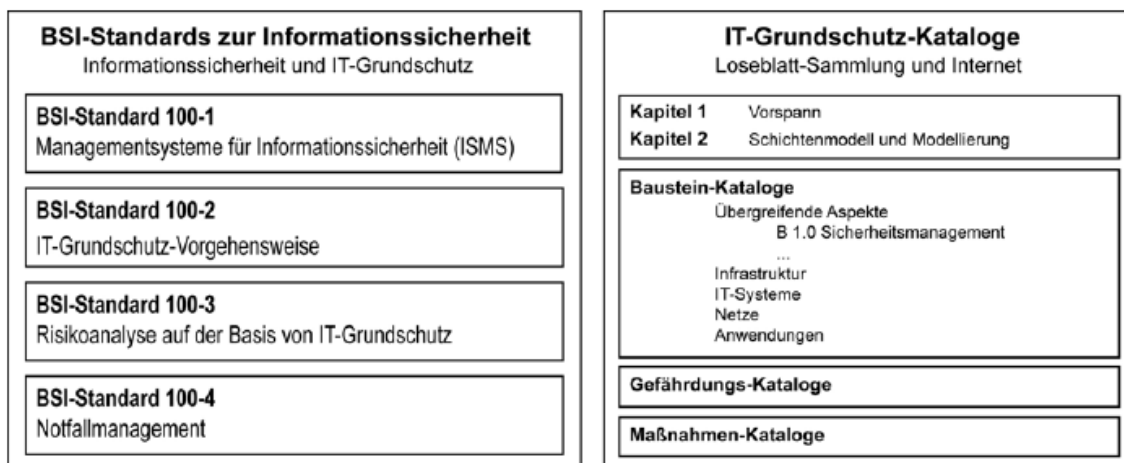 BSI-Standards zur Informationssicherheit
Informationssicherheit und IT-Grundschutz
BSI-Standard 100-1
Managementsysteme für Informationssicherheit (ISMS)
BSI-Standard 100-2
IT-Grundschutz-Vorgehensweise
BSI-Standard 100-3
Risikoanalyse auf der Basis von IT-Grundschutz
BSI-Standard 100-4
Notfallmanagement
IT-Grundschutz-Kataloge
Loseblatt-Sammlung und Internet
Kapitel 1 Vorspann
Kapitel 2 Schichtenmodell und Modellierung
Baustein-Kataloge
Übergreifende Aspekte
B 1.0 Sicherheitsmanagement
...
Infrastruktur
IT-Systeme
Netze
Anwendungen
Gefährdungs-Kataloge
Maßnahmen-Kataloge